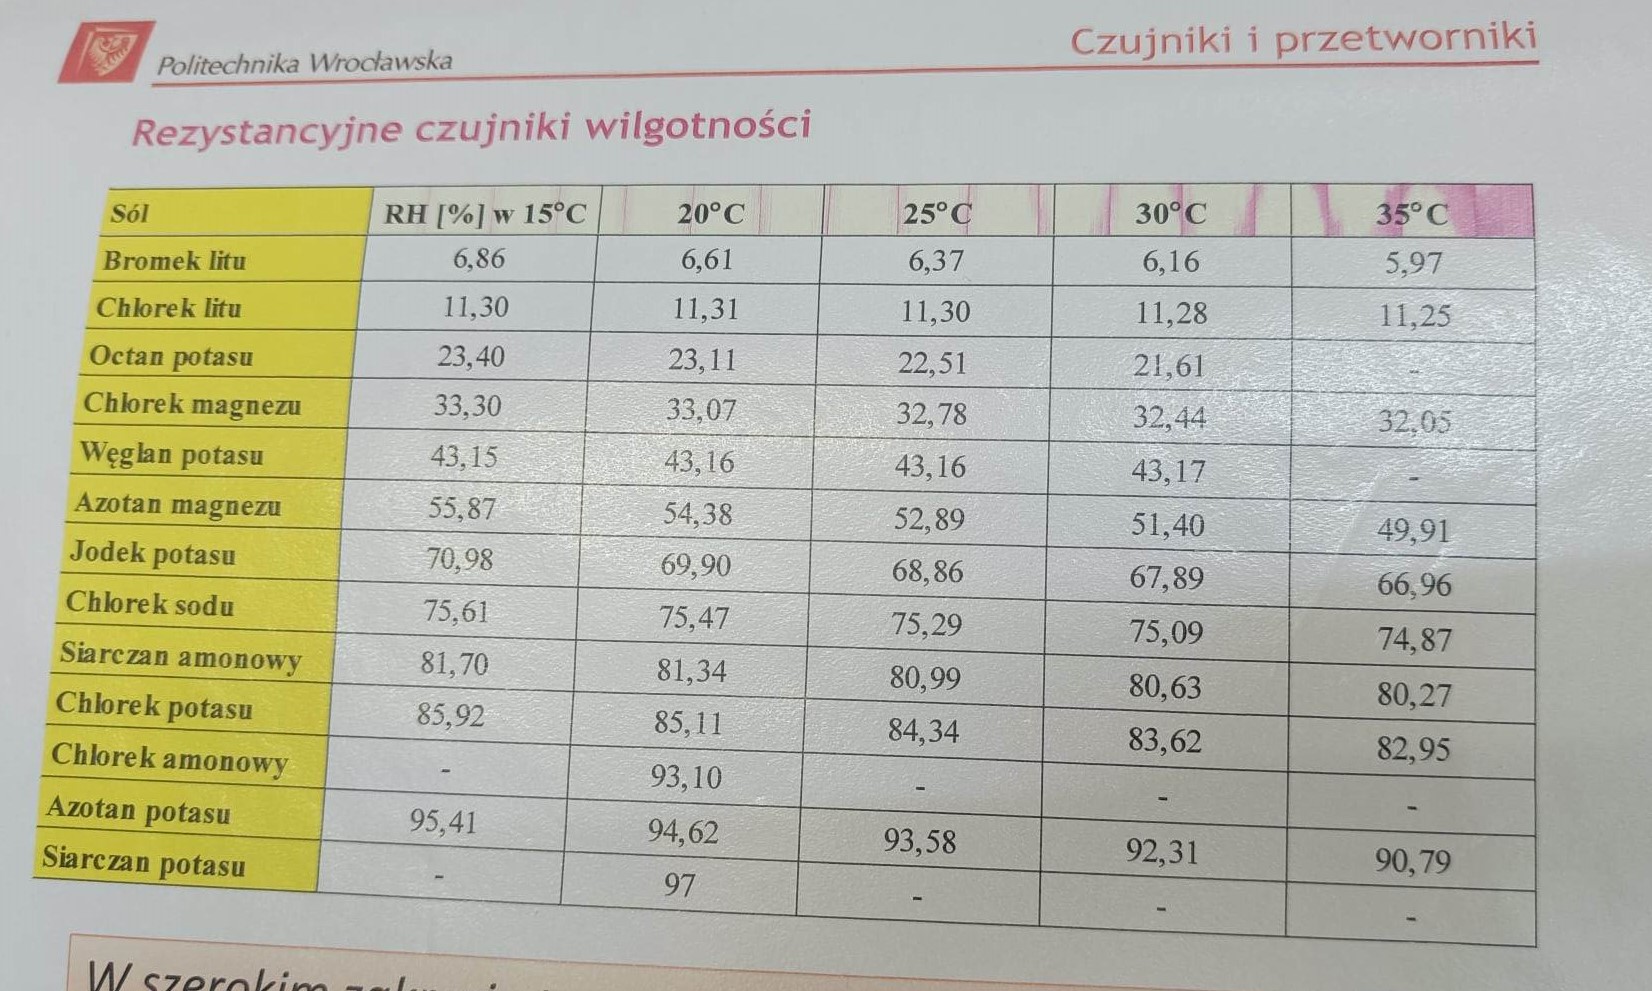 Politechnika Wrocławska
Czujniki i przetworniki
Rezystancyjne czujniki wilgotności
Sól RH [%] w 15°C 20°C 25°C 30°C 35°C
Bromek litu 6,86 6,61 6,37 6,16 5,97
Chlorek litu 11,30 11,31 11,30 11,28 11,25
Octan potasu 23,40 23,11 22,51 21,61 -
Chlorek magnezu 33,30 33,07 32,78 32,44 32,05
Węglan potasu 43,15 43,16 43,16 43,17 -
Azotan magnezu 55,87 54,38 52,89 51,40 49,91
Jodek potasu 70,98 69,90 68,86 67,89 66,96
Chlorek sodu 75,61 75,47 75,29 75,09 74,87
Siarczan amonowy 81,70 81,34 80,99 80,63 80,27
Chlorek potasu 85,92 85,11 84,34 83,62 82,95
Chlorek amonowy - 93,10 - - -
Azotan potasu 95,41 94,62 93,58 92,31 90,79
Siarczan potasu - 97 - - -
W szerokim